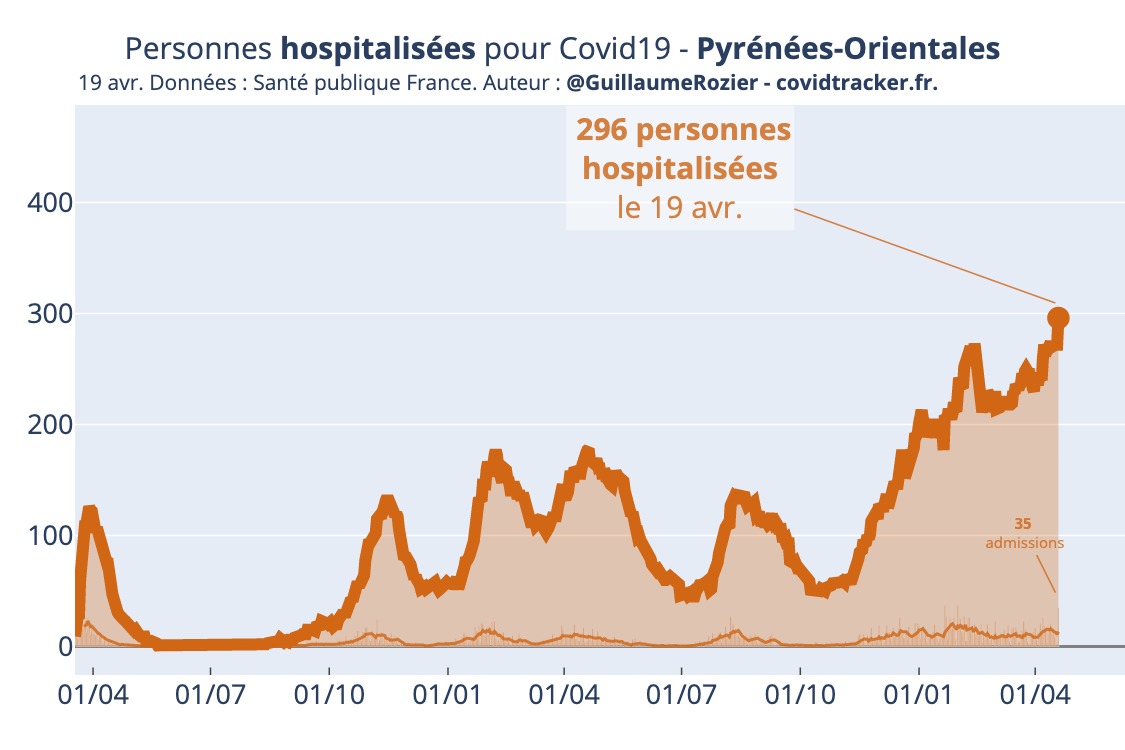 Personnes hospitalisées pour Covid19 - Pyrénées-Orientales
19 avr. Données : Santé publique France. Auteur : @GuillaumeRozier - covidtracker.fr.
296 personnes
hospitalisées
le 19 avr.
400
300
200
100
0
35
admissions
01/04 01/07 01/10 01/01 01/04 01/07 01/10 01/01 01/04